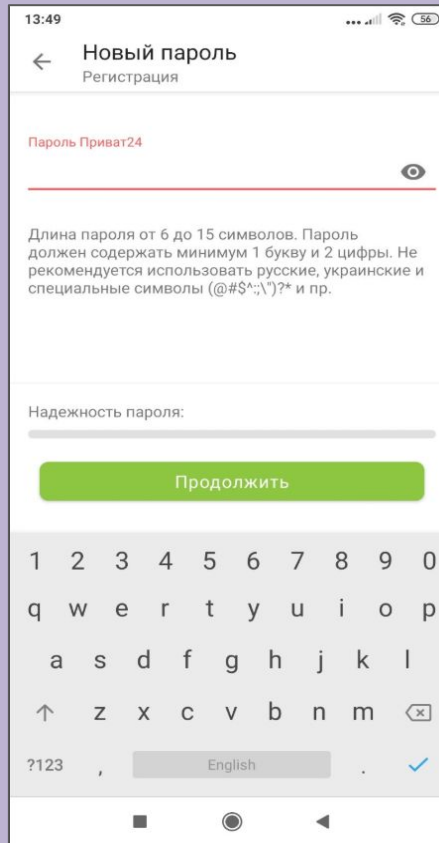 13:49
56
Новый пароль
Регистрация
Пароль Приват24
Длина пароля от 6 до 15 символов. Пароль
должен содержать минимум 1 букву и 2 цифры. Не
рекомендуется использовать русские, украинские и
специальные символы (@#$^:;\")?* и пр.
Надежность пароля:
Продолжить
1 2 3 4 5 6 7 8 9 0
q w e r t y u i o p
a s d f g h j k l
z x c v b n m
?123 , English .